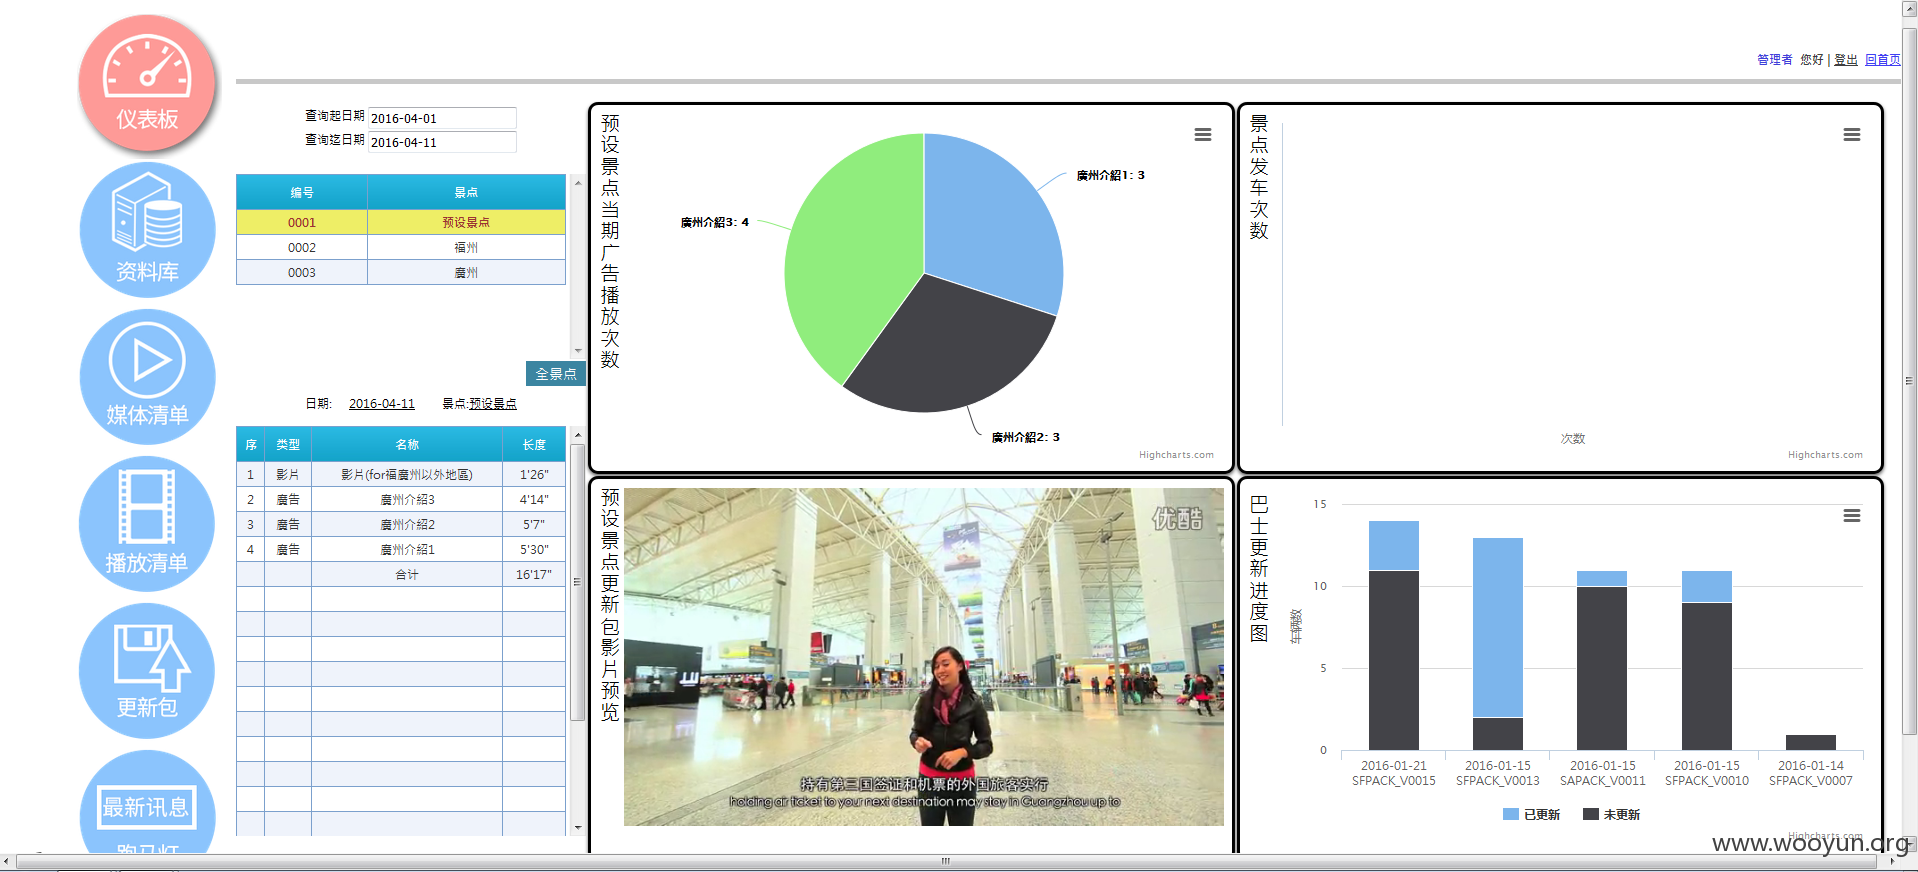 管理者 您好 | 登出 回首页
仪表板
资料库
媒体清单
播放清单
更新包
最新讯息
跑马灯
查询起日期 2016-04-01
查询迄日期 2016-04-11
编号 景点
0001 预设景点
0002 福州
0003 廣州
全景点
日期: 2016-04-11 景点:预设景点
序 类型 名称 长度
1 影片 影片(for福廣州以外地區) 1'26"
2 廣告 廣州介紹3 4'14"
3 廣告 廣州介紹2 5'7"
4 廣告 廣州介紹1 5'30"
合计 16'17"
预设景点当期广告播放次数
廣州介紹1: 3
廣州介紹3: 4
廣州介紹2: 3
Highcharts.com
景点发车次数
次数
Highcharts.com
预设景点更新包影片预览
优酷
持有第三国签证和机票的外国旅客实行
holding air ticket to your next destination may stay in Guangzhou up to
巴士更新进度图
车辆数
15
10
5
0
2016-01-21 2016-01-15 2016-01-15 2016-01-15 2016-01-14
SFPACK_V0015 SFPACK_V0013 SAPACK_V0011 SFPACK_V0010 SFPACK_V0007
已更新 未更新
Highcharts.com
www.wooyun.org